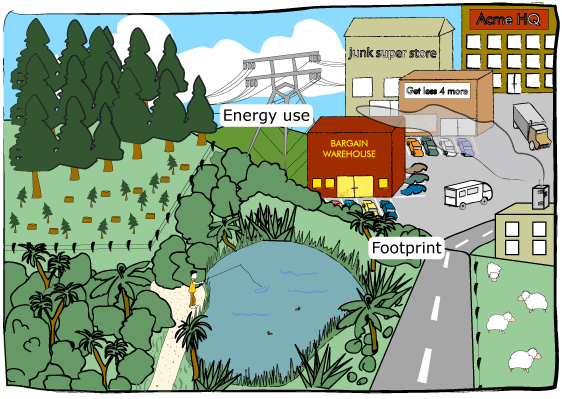 Acme HQ
junk super store
Get less 4 more
Energy use
BARGAIN
WAREHOUSE
Footprint